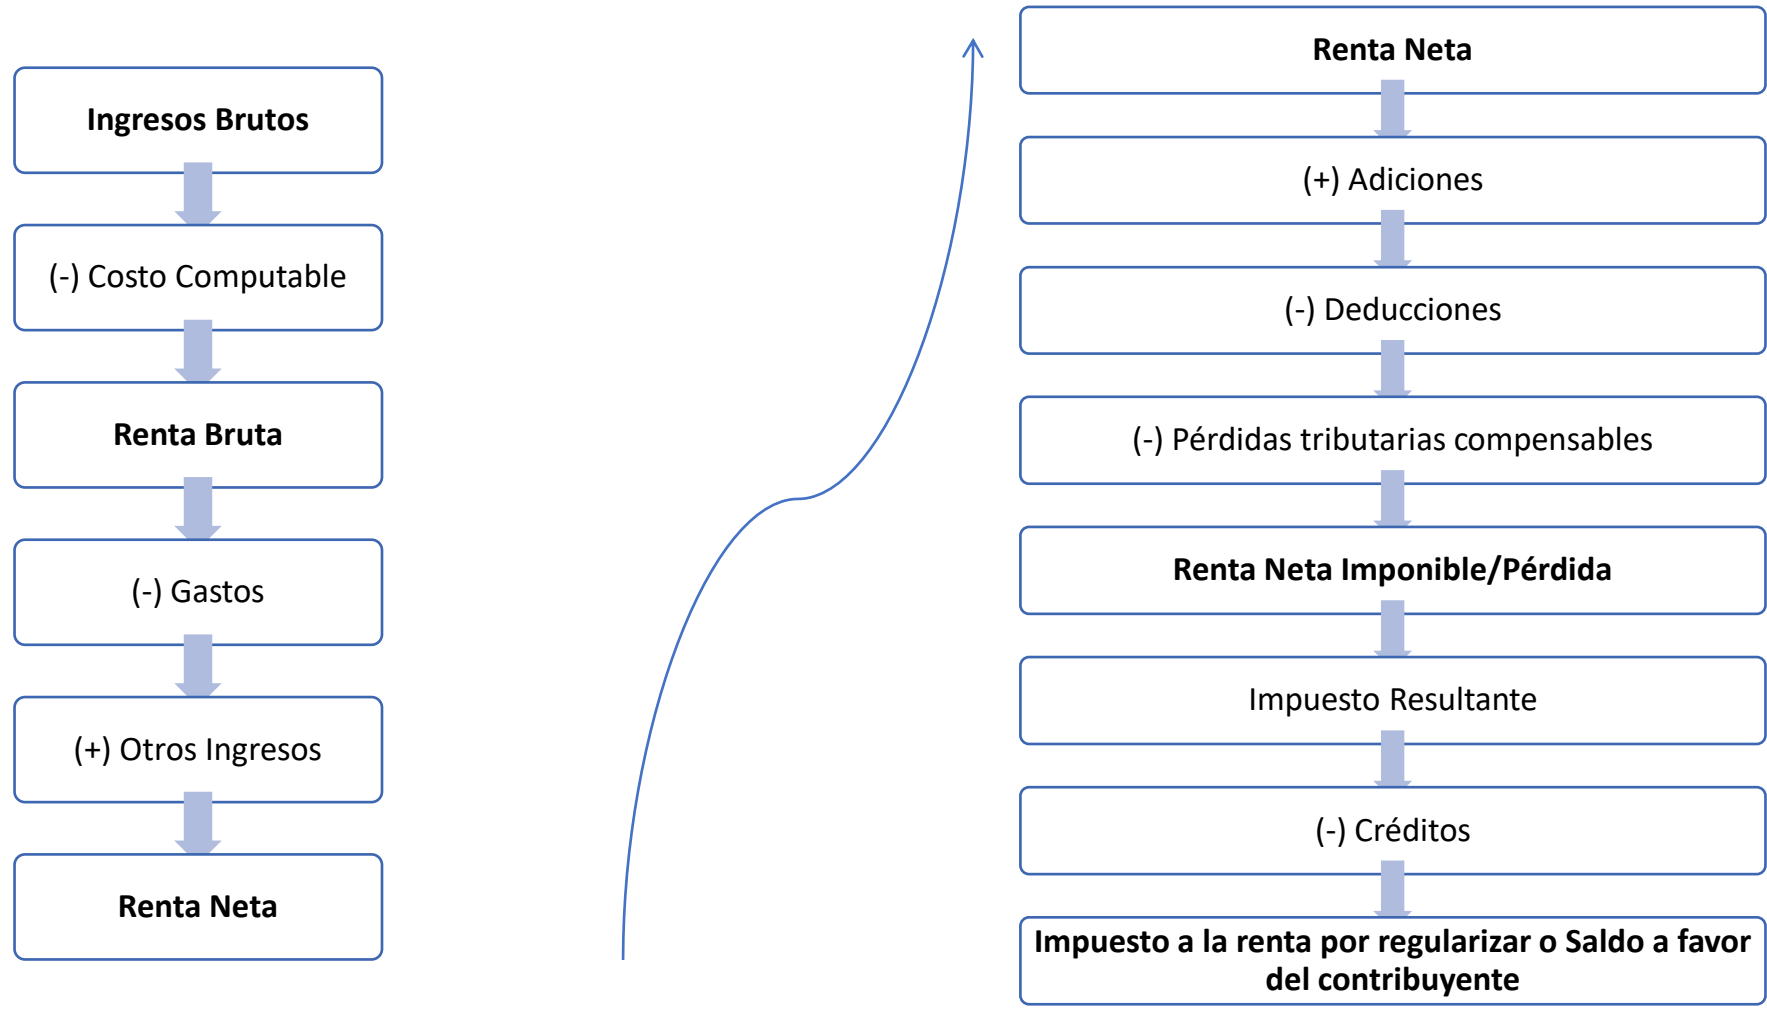 Ingresos Brutos
(-) Costo Computable
Renta Bruta
(-) Gastos
(+) Otros Ingresos
Renta Neta
Renta Neta
(+) Adiciones
(-) Deducciones
(-) Pérdidas tributarias compensables
Renta Neta Imponible/Pérdida
Impuesto Resultante
(-) Créditos
Impuesto a la renta por regularizar o Saldo a favor
del contribuyente